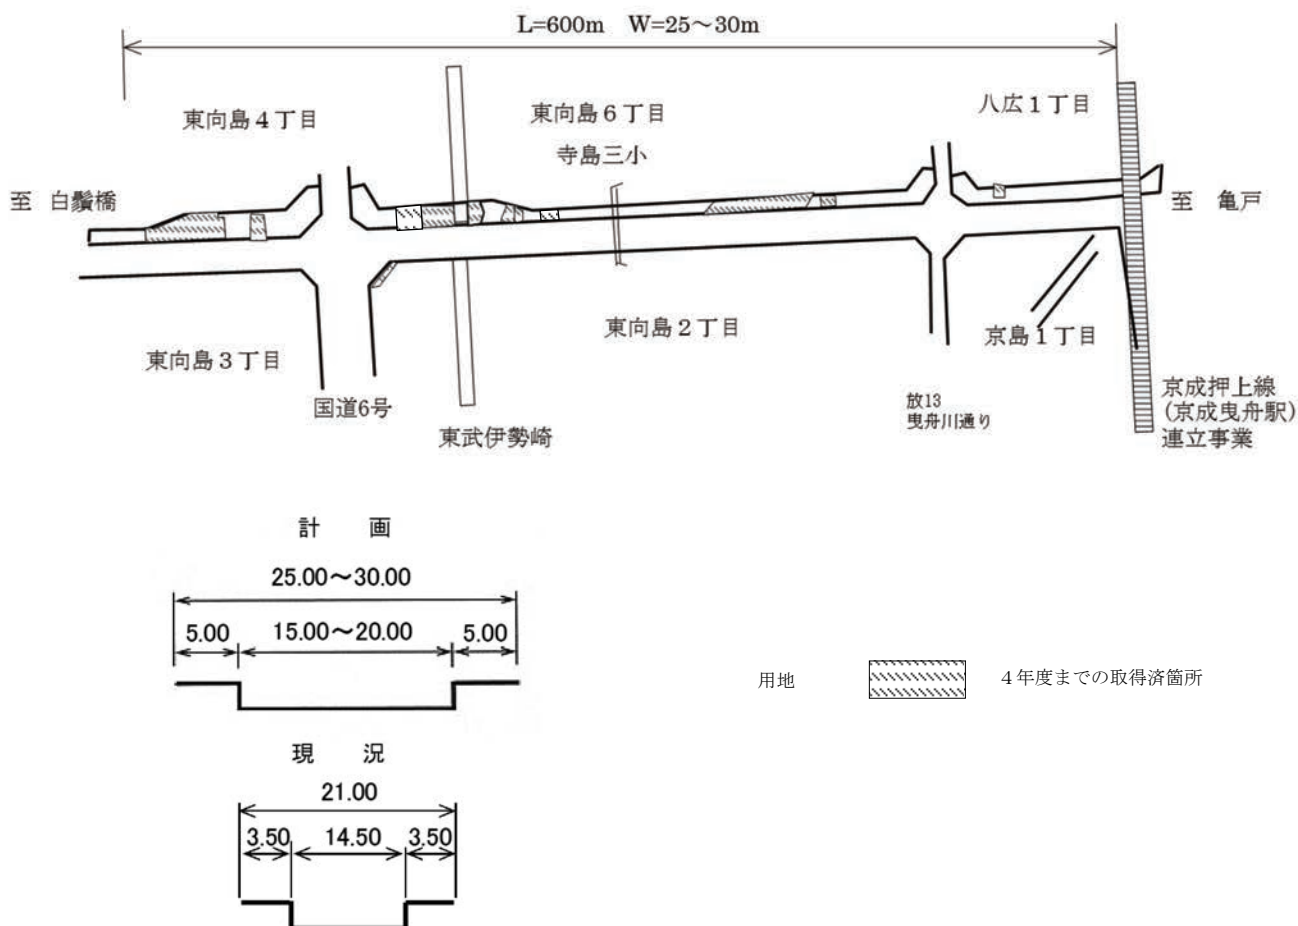 L=600m W=25～30m
東向島4丁目
東向島6丁目
八広1丁目
寺島三小
至 白鬚橋
至 亀戸
東向島3丁目
東向島2丁目
京島1丁目
国道6号
放13
曳舟川通り
京成押上線
(京成曳舟駅)
連立事業
東武伊勢崎
計 画
25.00～30.00
5.00 15.00～20.00 5.00
用地 4年度までの取得済箇所
現 況
21.00
3.50 14.50 3.50